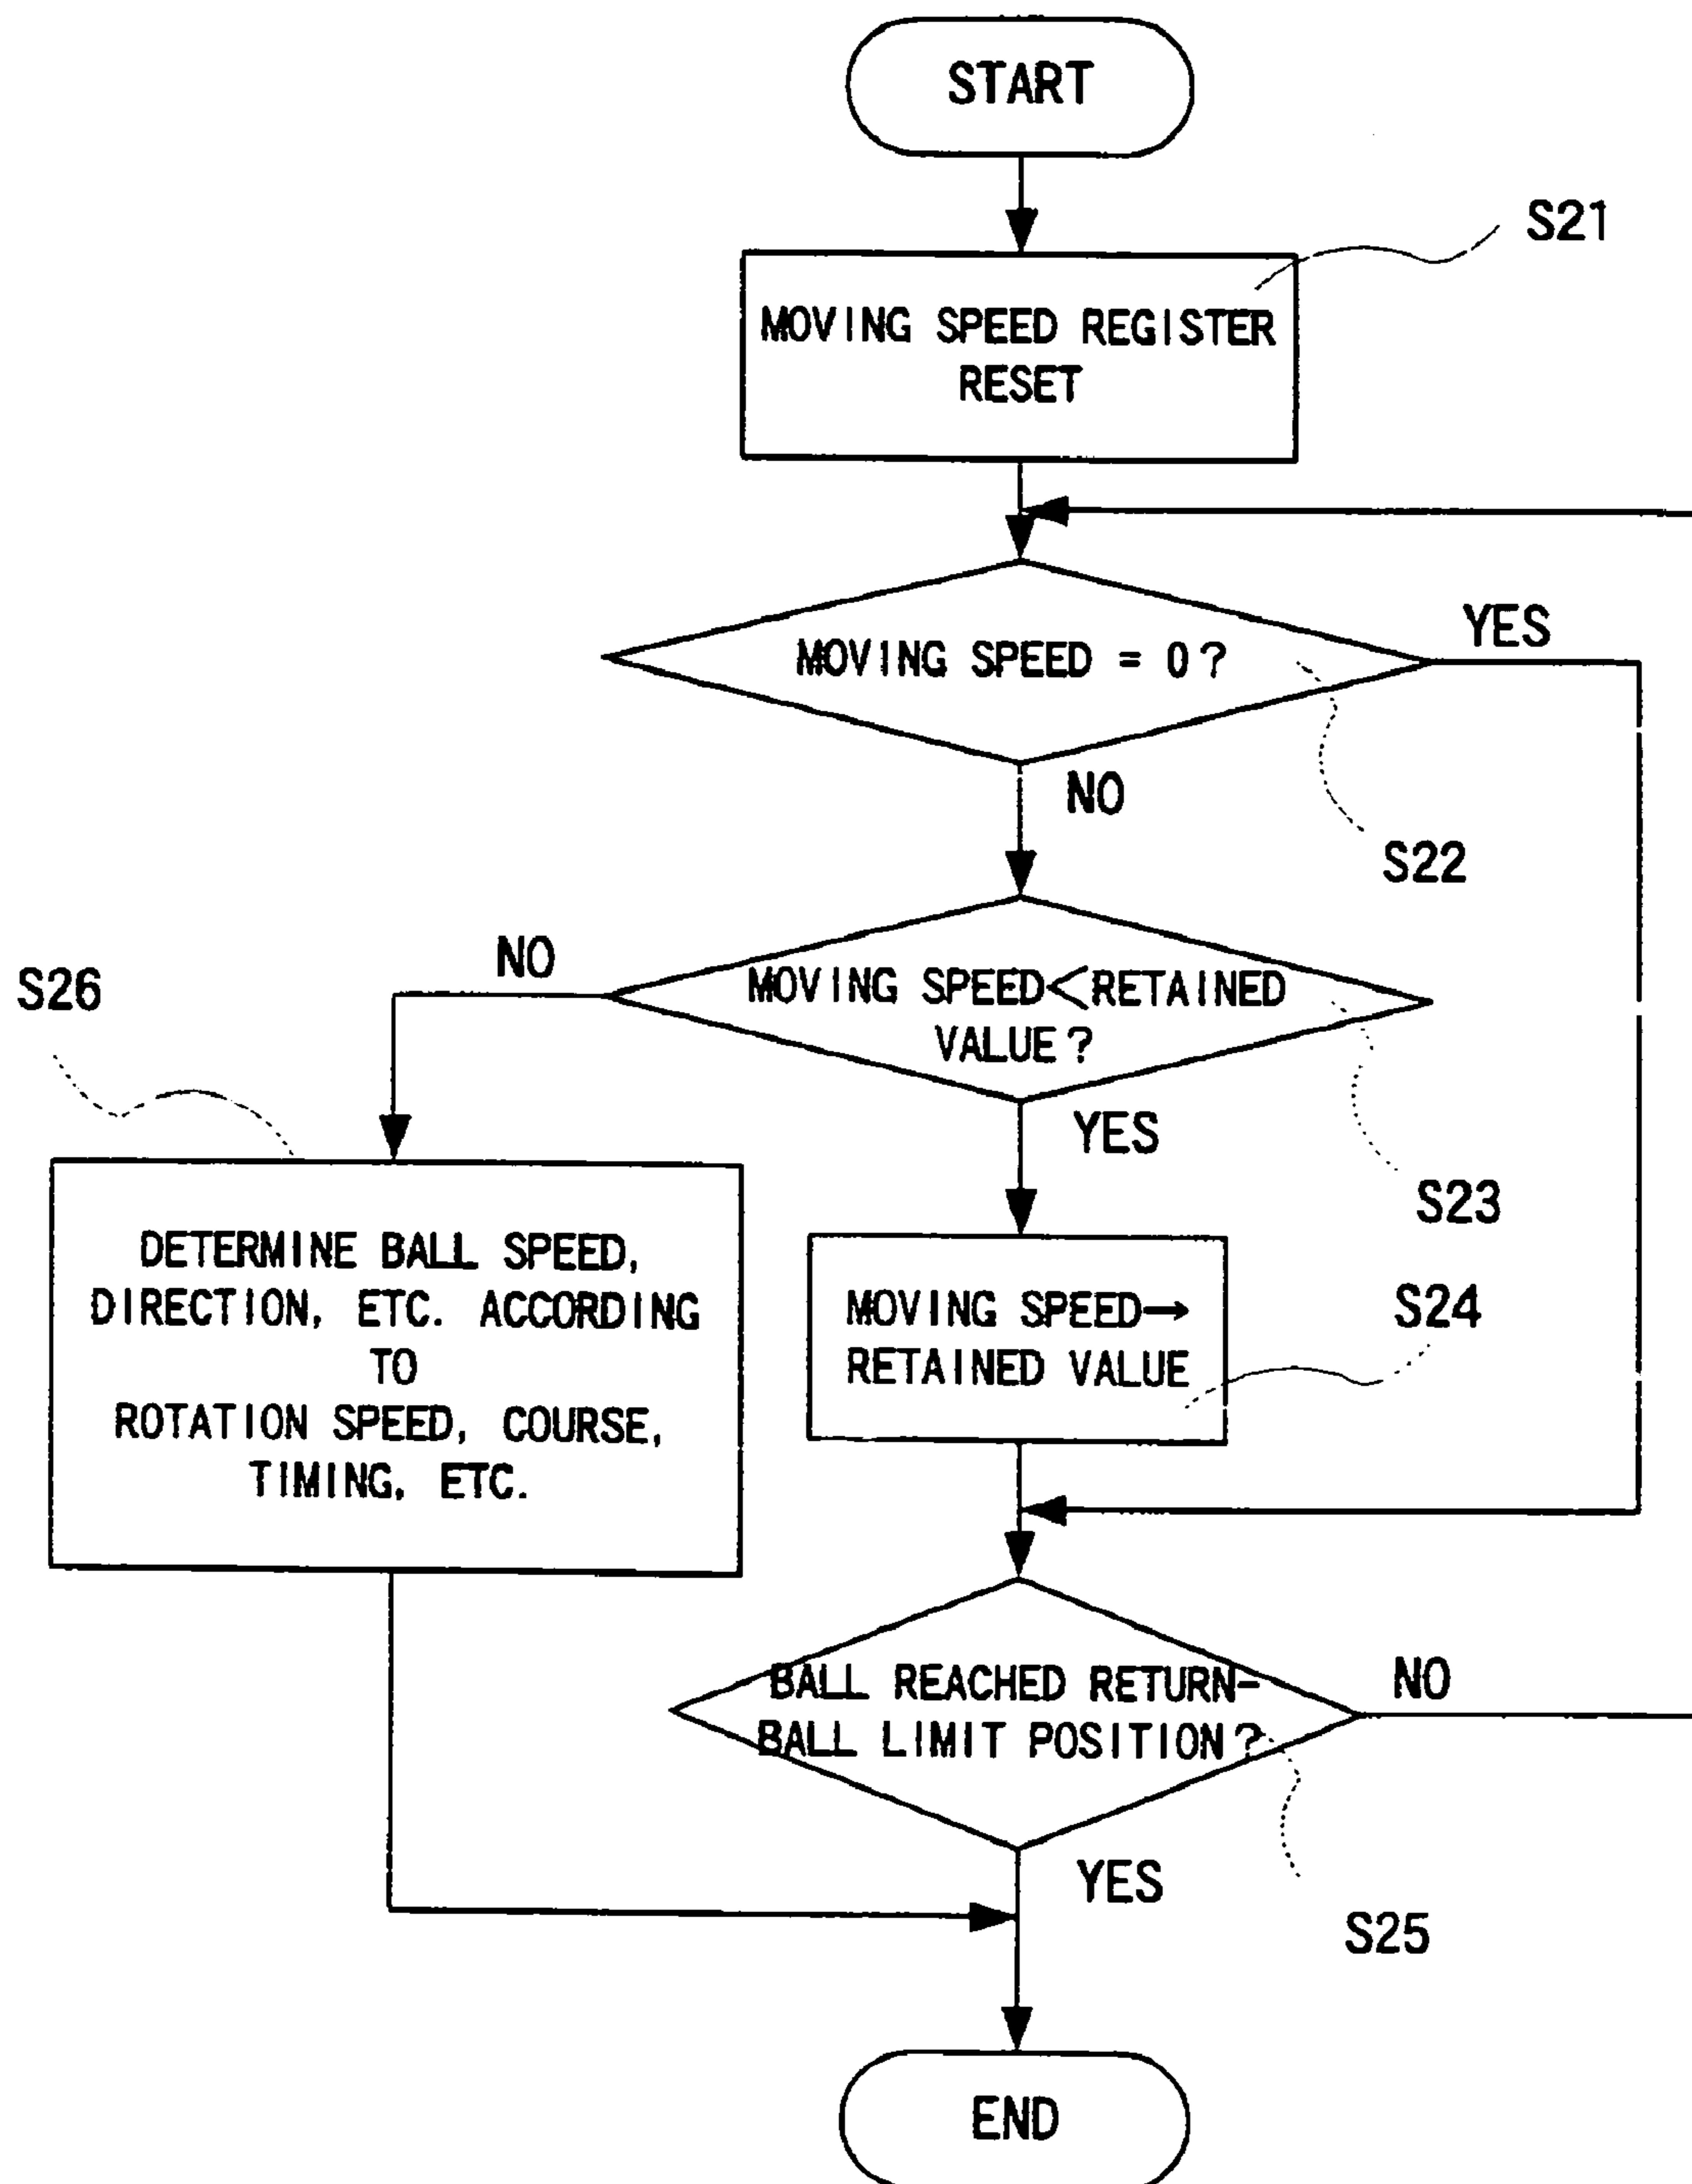 START
S21
MOVING SPEED REGISTER
RESET
YES
MOVING SPEED = 0?
NO
S22
NO
S26
MOVING SPEED<RETAINED
VALUE?
YES
S23
DETERMINE BALL SPEED,
DIRECTION, ETC. ACCORDING
TO
ROTATION SPEED, COURSE,
TIMING, ETC.
MOVING SPEED→
RETAINED VALUE
S24
BALL REACHED RETURN-
BALL LIMIT POSITION?
NO
YES
S25
END